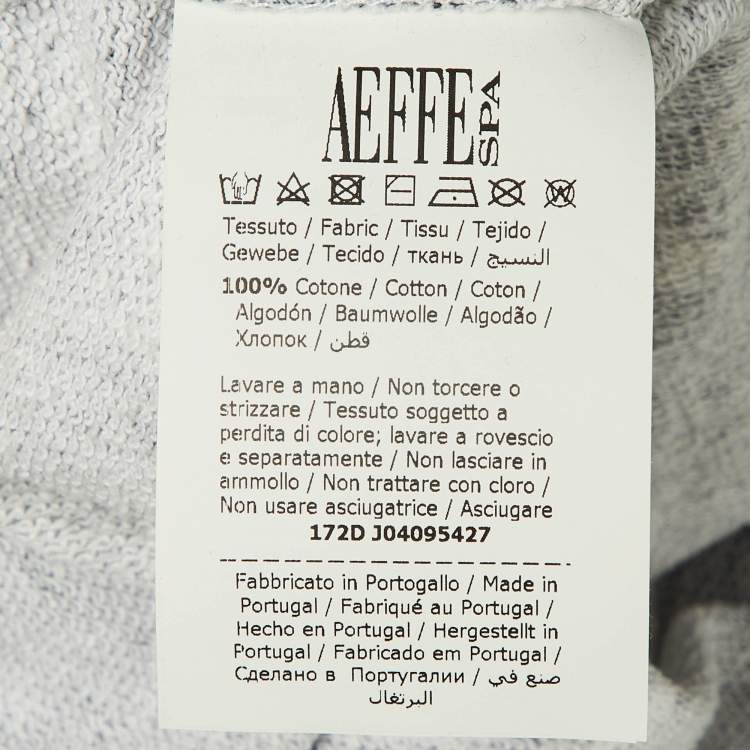 AEFFE SPA
Tessuto / Fabric / Tissu / Tejido /
Gewebe / Tecido / ткань / النسيج
100% Cotone / Cotton / Coton /
Algodón / Baumwolle / Algodão /
Хлопок / قطن
Lavare a mano / Non torcere o
strizzare / Tessuto soggetto a
perdita di colore; lavare a rovescio
e separatamente / Non lasciare in
ammollo / Non trattare con cloro /
Non usare asciugatrice / Asciugare
172D J04095427
Fabbricato in Portogallo / Made in
Portugal / Fabriqué au Portugal /
Hecho en Portugal / Hergestellt in
Portugal / Fabricado em Portugal /
Сделано в Португалии / صنع في
البرتغال